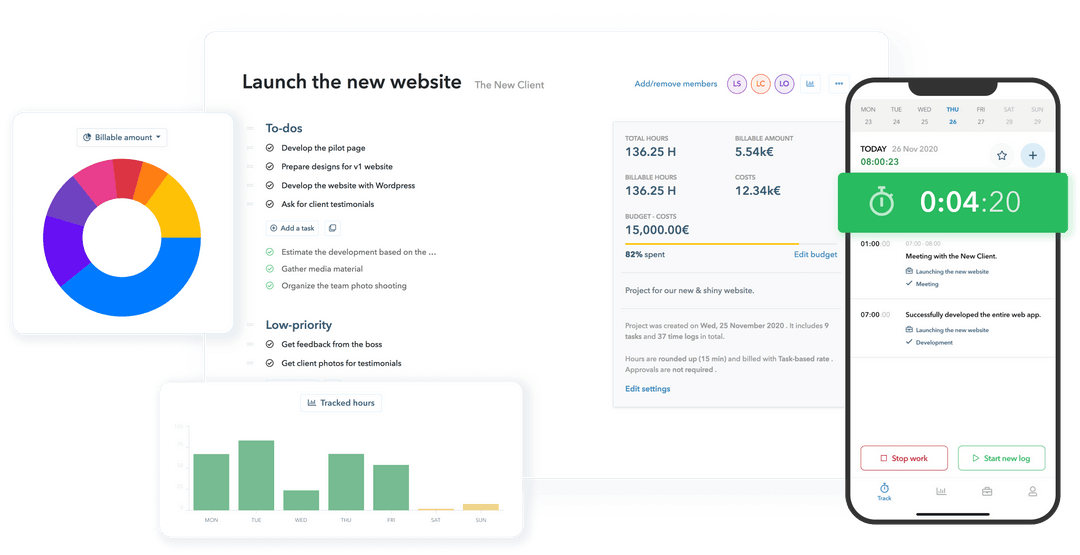 Launch the new website The New Client
Add/remove members LS LC LO
Billable amount
To-dos
Develop the pilot page
Prepare designs for v1 website
Develop the website with Wordpress
Ask for client testimonials
Add a task
Estimate the development based on the ...
Gather media material
Organize the team photo shooting
Low-priority
Get feedback from the boss
Get client photos for testimonials
TOTAL HOURS BILLABLE AMOUNT
136.25 H 5.54k€
BILLABLE HOURS COSTS
136.25 H 12.34k€
BUDGET - COSTS
15,000.00€
82% spent Edit budget
Project for our new & shiny website.
Project was created on Wed, 25 November 2020 . It includes 9
tasks and 37 time logs in total.
Hours are rounded up (15 min) and billed with Task-based rate .
Approvals are not required .
Edit settings
Tracked hours
MON TUE WED THU FRI SAT SUN
MON TUE WED THU FRI SAT SUN
23 24 25 26 27 28 29
TODAY 26 Nov 2020
08:00:23
0:04:20
01:00:00 07:00 - 08:00
Meeting with the New Client.
Launching the new website
Meeting
07:00:00 Successfully developed the entire web app.
Launching the new website
Development
Stop work Start new log
Track